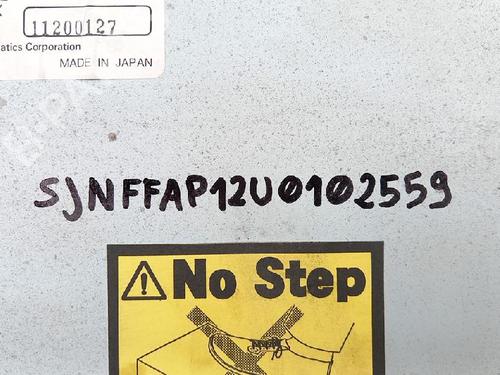 11200127
atics Corporation
MADE IN JAPAN
SJNFFAP12U0102559
No Step